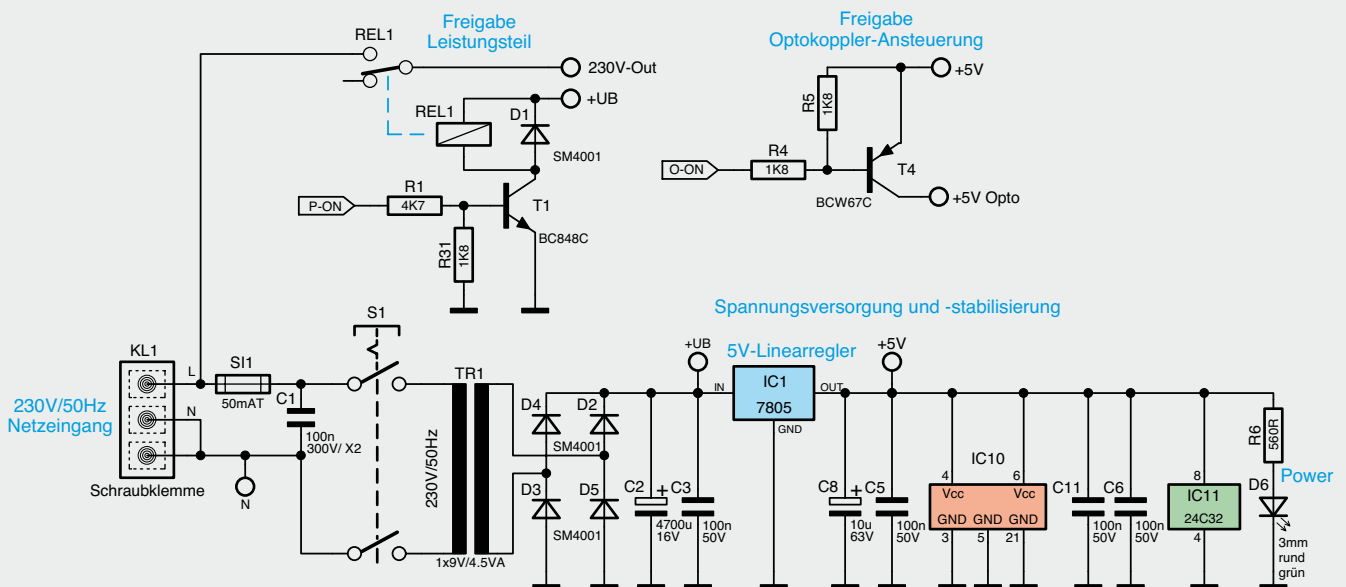 Freigabe
Leistungsteil
REL1
230V-Out
+UB
REL1
D1
SM4001
P-ON
R1
4K7
T1
BC848C
R31
1K8
Freigabe
Optokoppler-Ansteuerung
+5V
R5
1K8
O-ON
R4
1K8
T4
BCW67C
+5V Opto
Spannungsversorgung und -stabilisierung
230V/50Hz
Netzeingang
KL1
L
N
Schraubklemme
SI1
50mAT
C1
100n
300V/ X2
N
S1
TR1
230V/50Hz
1x9V/4.5VA
D4
D2
SM4001
D3
D5
SM4001
C2
+
4700u
16V
C3
100n
50V
+UB
5V-Linearregler
IN
IC1
7805
OUT
GND
+5V
C8
+
10u
63V
C5
100n
50V
IC10
4
6
Vcc
Vcc
GND
GND
GND
3
5
21
C11
100n
50V
C6
100n
50V
8
IC11
24C32
4
R6
560R
Power
D6
3mm
rund
grün